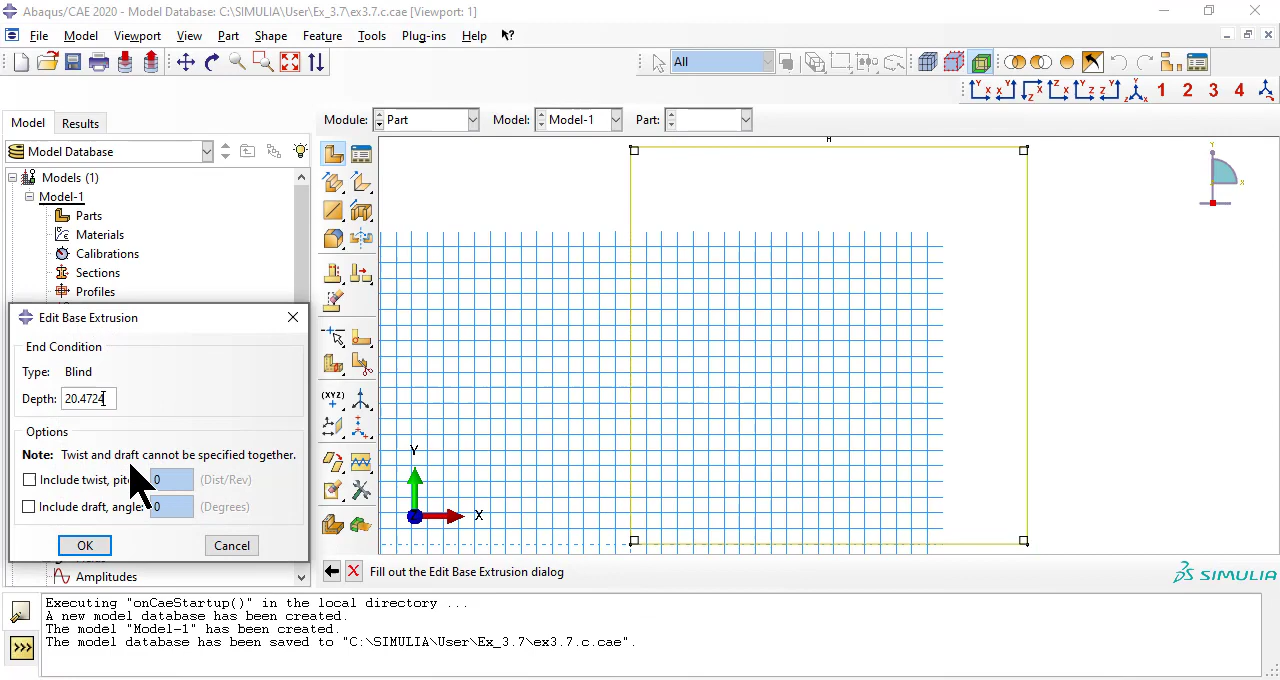 Abaqus/CAE 2020 - Model Database: C:\SIMULIA\User\Ex_3.7\ex3.7.c.cae [Viewport: 1]
File Model Viewport View Part Shape Feature Tools Plug-ins Help
All
1 2 3 4
Model Results
Module: Part Model: Model-1 Part:
Model Database
Models (1)
Model-1
Parts
Materials
Calibrations
Sections
Profiles
Edit Base Extrusion
End Condition
Type: Blind
Depth: 20.4724
Options
Note: Twist and draft cannot be specified together.
Include twist, 0 (Dist/Rev)
Include draft, angle: 0 (Degrees)
OK Cancel
Amplitudes
(XYZ)
H
Y
X
Y
X
Fill out the Edit Base Extrusion dialog
SIMULIA
Executing "onCaeStartup()" in the local directory ...
A new model database has been created.
The model "Model-1" has been created.
The model database has been saved to "C:\SIMULIA\User\Ex_3.7\ex3.7.c.cae".
>>>